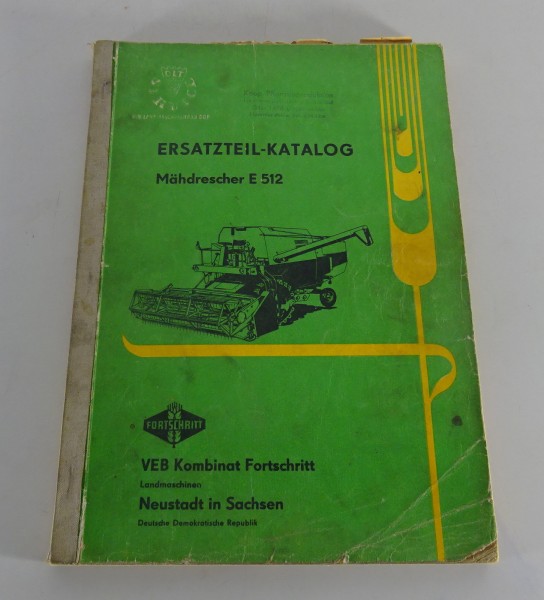 ERSATZTEIL-KATALOG
Mähdrescher E 512
FORTSCHRITT
VEB Kombinat Fortschritt
Landmaschinen
Neustadt in Sachsen
Deutsche Demokratische Republik